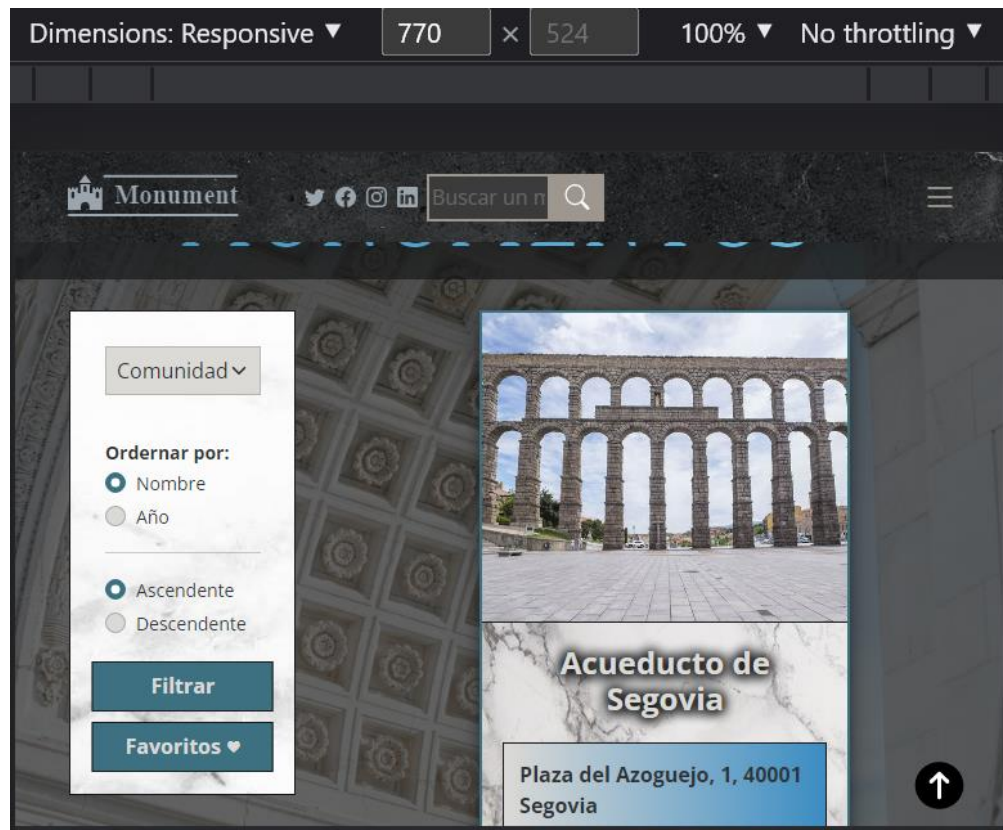 Dimensions: Responsive ▼ 770 × 524 100% ▼ No throttling ▼
Monument
Buscar un m
Comunidad
Ordernar por:
Nombre
Año
Ascendente
Descendente
Filtrar
Favoritos ♥
Acueducto de
Segovia
Plaza del Azoguejo, 1, 40001
Segovia